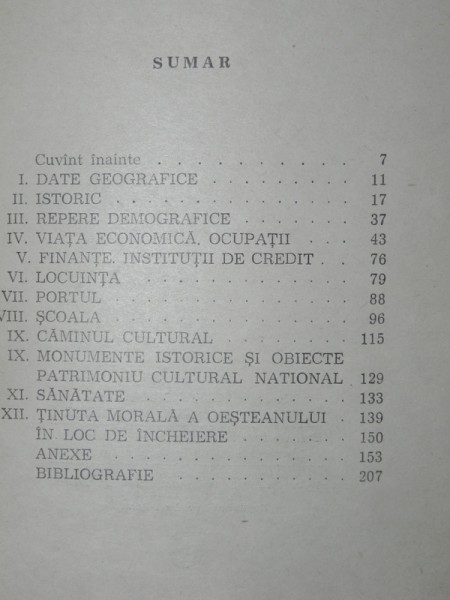 SUMAR
Cuvînt înainte . . . . . . . . . . 7
I. DATE GEOGRAFICE . . . . . . . . 11
II. ISTORIC . . . . . . . . . . . . 17
III. REPERE DEMOGRAFICE . . . . . . 37
IV. VIAȚA ECONOMICĂ, OCUPAȚII . . . 43
V. FINANȚE. INSTITUȚII DE CREDIT . . 76
VI. LOCUINȚA . . . . . . . . . . . 79
VII. PORTUL . . . . . . . . . . . . 88
VIII. ȘCOALA . . . . . . . . . . . . 96
IX. CĂMINUL CULTURAL . . . . . . . 115
IX. MONUMENTE ISTORICE ȘI OBIECTE
PATRIMONIU CULTURAL NATIONAL 129
XI. SĂNĂTATE . . . . . . . . . . . 133
XII. ȚINUTA MORALĂ A OEȘTEANULUI . 139
ÎN LOC DE ÎNCHEIERE . . . . . . 150
ANEXE . . . . . . . . . . . . . 153
BIBLIOGRAFIE . . . . . . . . . . 207